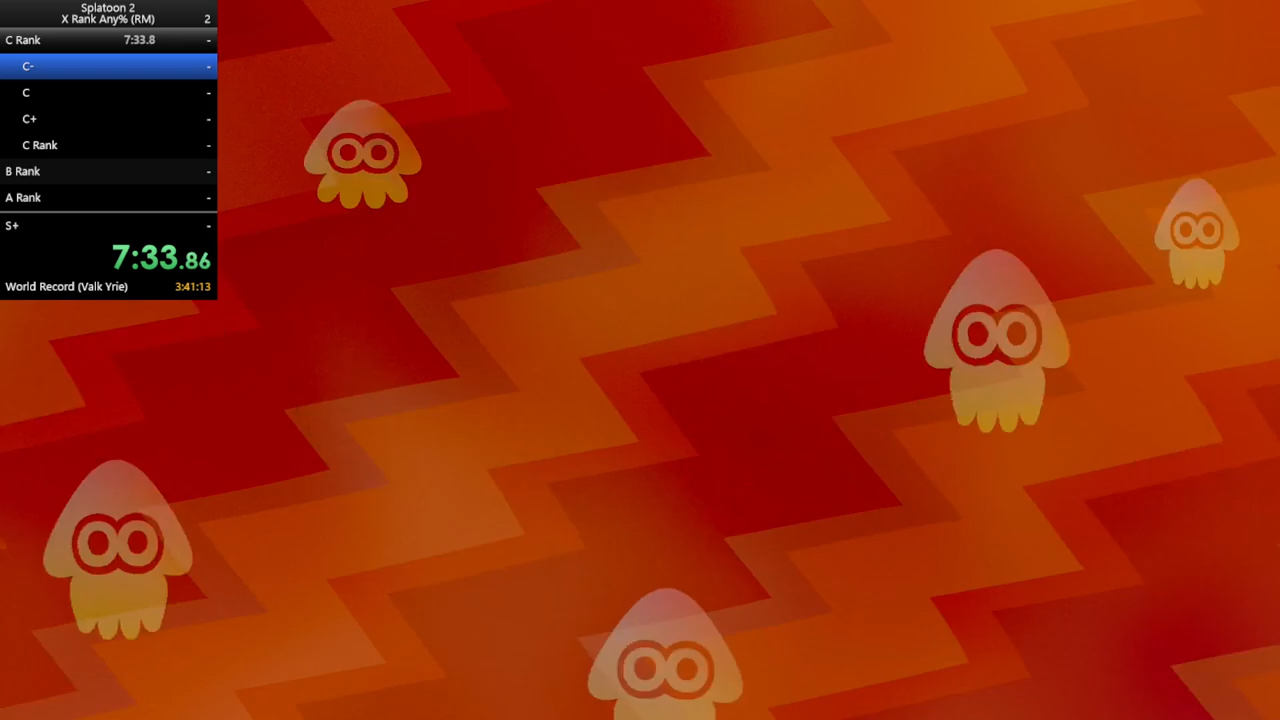 Splatoon 2
X Rank Any% (RM) 2
C Rank 7:33.8 -
C- -
C -
C+ -
C Rank -
B Rank -
A Rank -
S+ -
7:33.86
World Record (Valk Yrie) 3:41:13